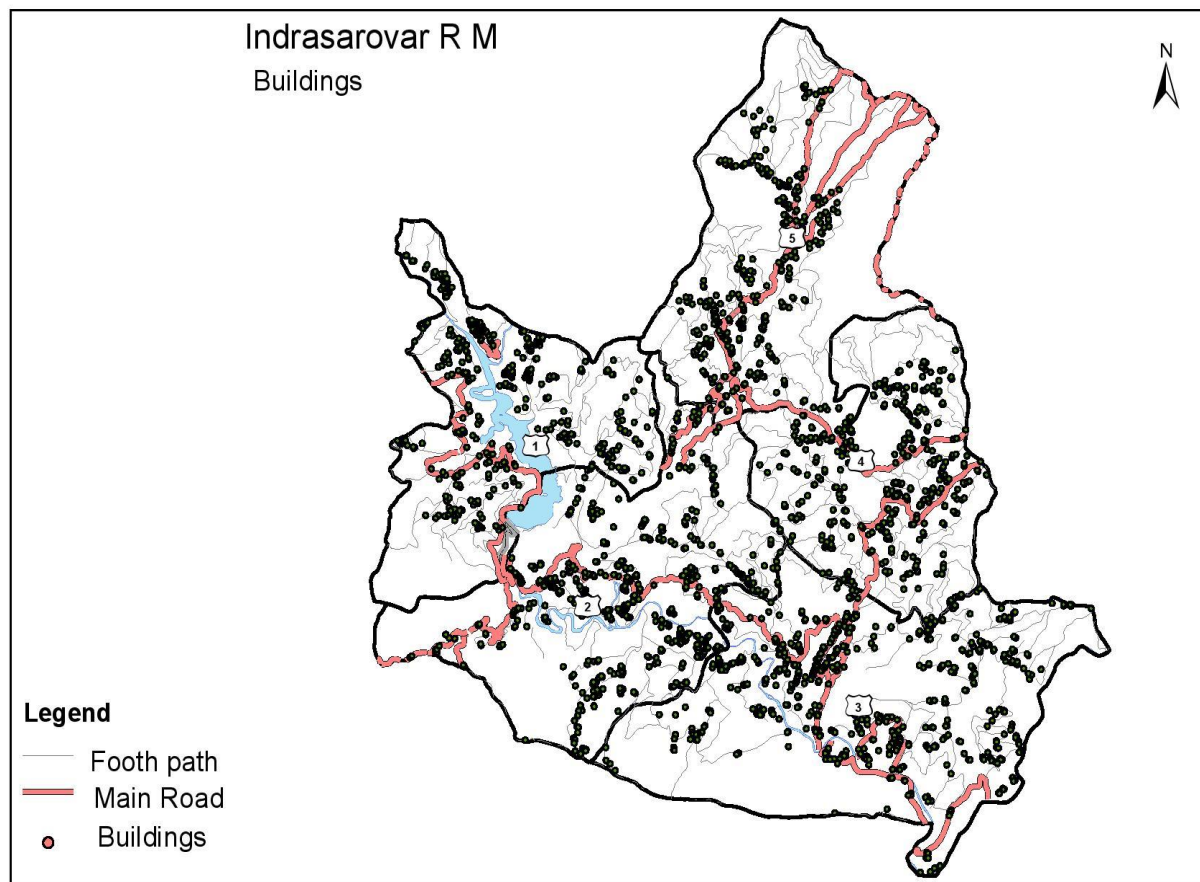 Indrasarovar R M
Buildings
N
5
1
4
2
3
Legend
Footh path
Main Road
Buildings